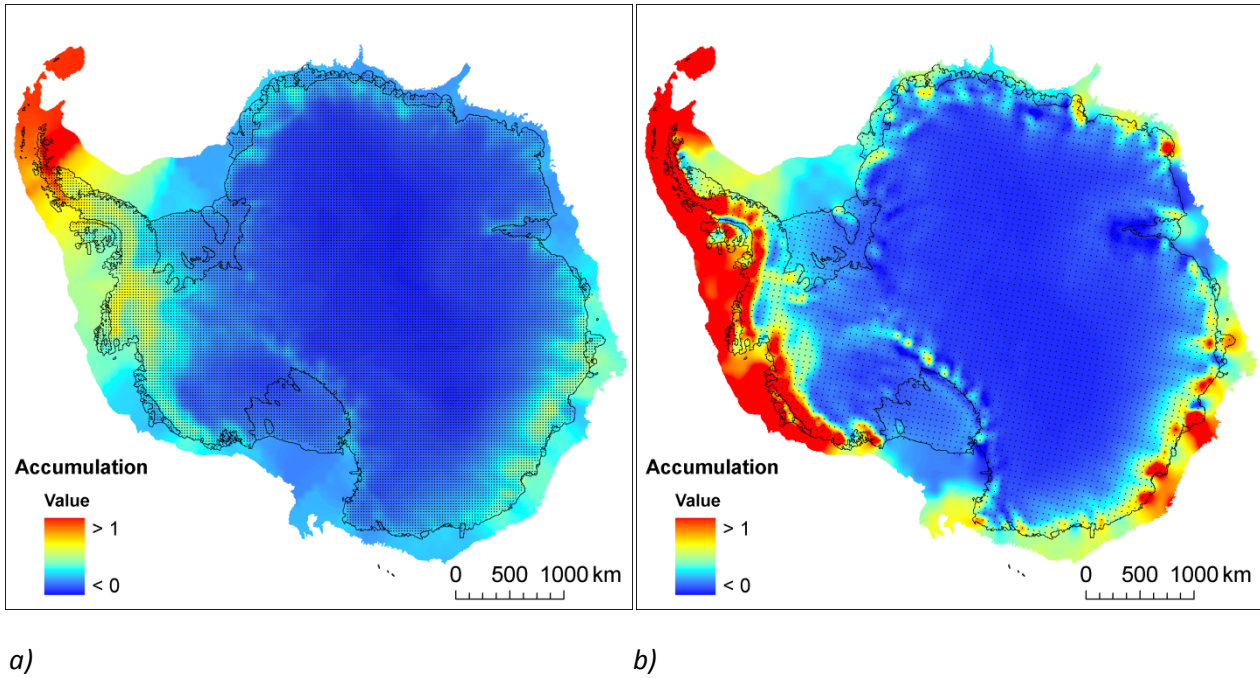 Accumulation
Value
> 1
< 0
0 500 1000 km
Accumulation
Value
> 1
< 0
0 500 1000 km
a)
b)